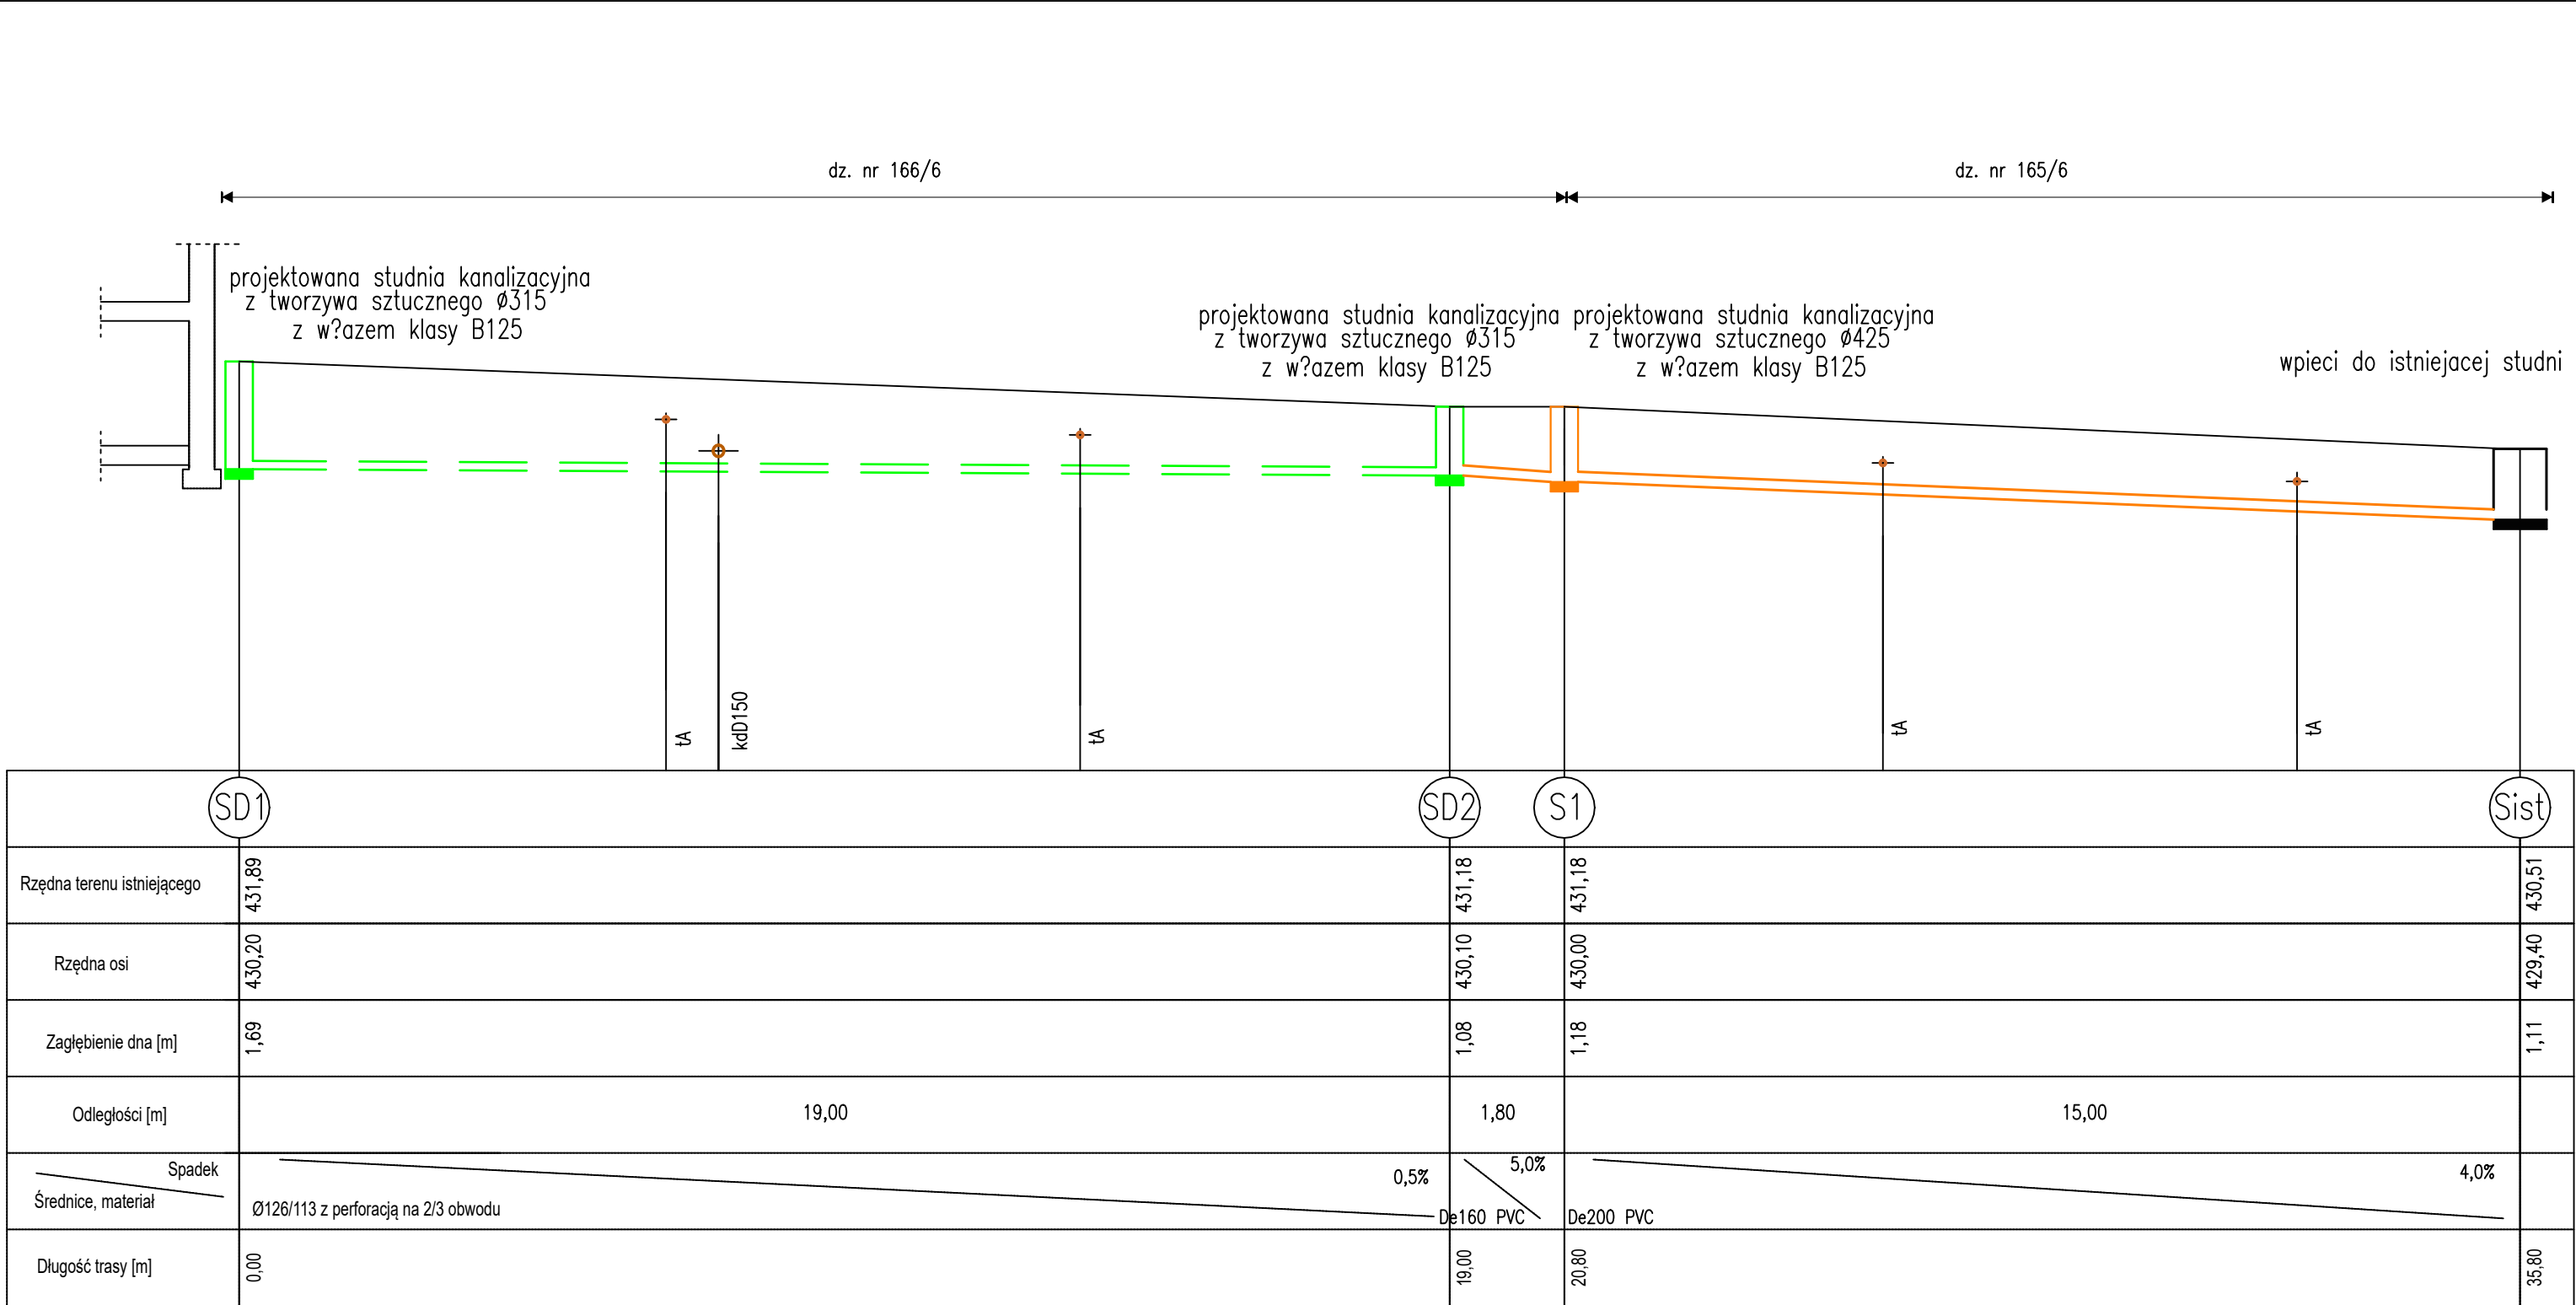 dz. nr 166/6
dz. nr 165/6
projektowana studnia kanalizacyjna
z tworzywa sztucznego Ø315
z w?azem klasy B125
projektowana studnia kanalizacyjna
z tworzywa sztucznego Ø315
z w?azem klasy B125
projektowana studnia kanalizacyjna
z tworzywa sztucznego Ø425
z w?azem klasy B125
wpieci do istniejacej studni
tA
kdD150
tA
tA
tA
SD1
SD2
S1
Sist
Rzędna terenu istniejącego
431,89
431,18
431,18
430,51
Rzędna osi
430,20
430,10
430,00
429,40
Zagłębienie dna [m]
1,69
1,08
1,18
1,11
Odległości [m]
19,00
1,80
15,00
Spadek
Średnice, materiał
0,5%
5,0%
4,0%
Ø126/113 z perforacją na 2/3 obwodu
De160 PVC
De200 PVC
Długość trasy [m]
0,00
19,00
20,80
35,80